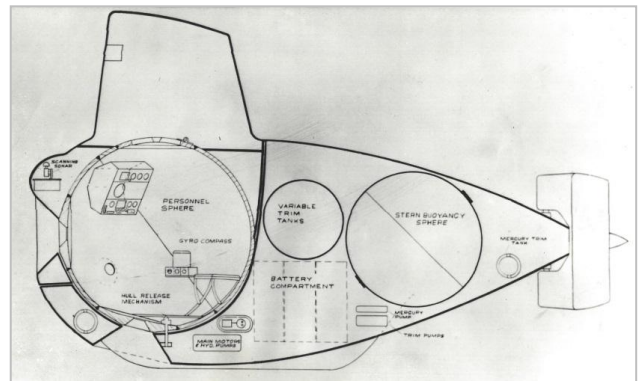 SCANNING
SONAR
PERSONNEL
SPHERE
GYRO COMPASS
HULL RELEASE
MECHANISM
VARIABLE
TRIM
TANKS
BATTERY
COMPARTMENT
MAIN MOTORS
& HYD. PUMPS
STERN BUOYANCY
SPHERE
MERCURY
PUMP
TRIM PUMPS
MERCURY TRIM
TANK